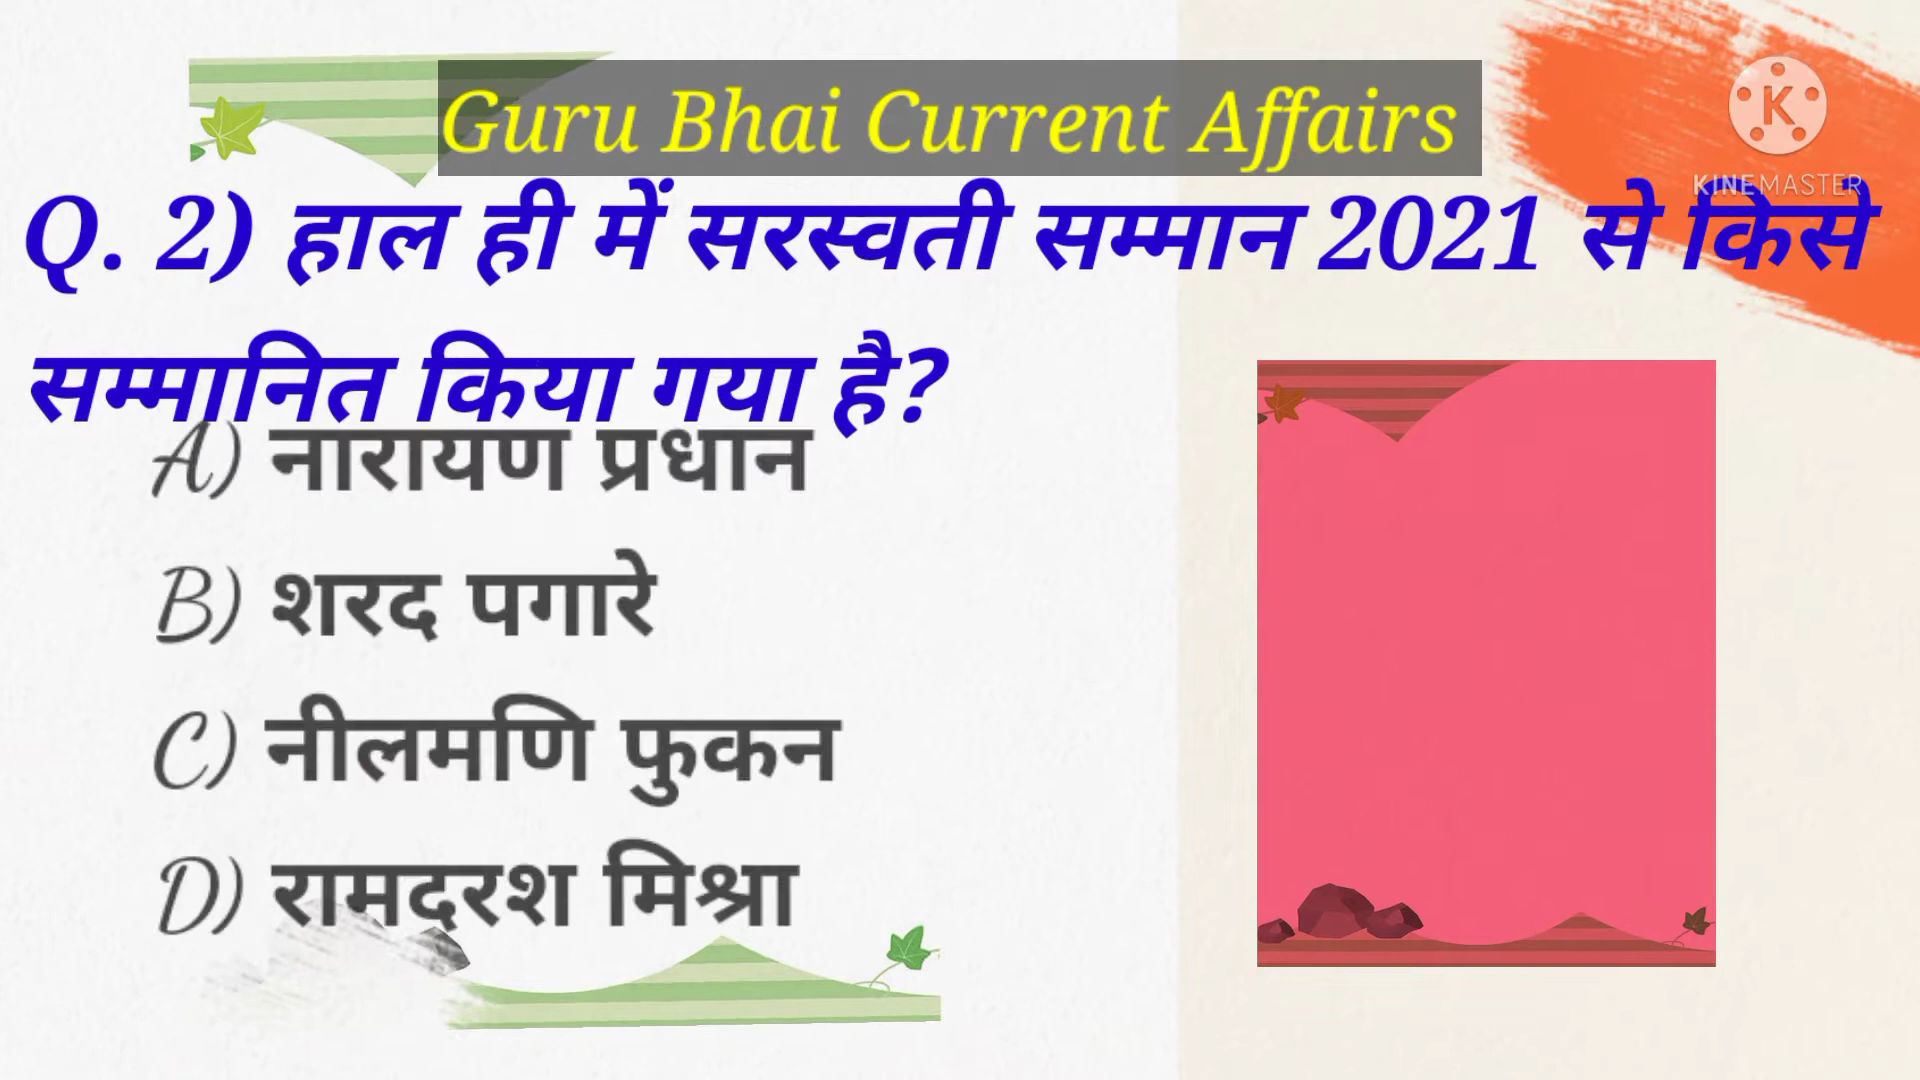 Guru Bhai Current Affairs
KINEMASTER
Q. 2) हाल ही में सरस्वती सम्मान 2021 से किसे
सम्मानित किया गया है?
A) नारायण प्रधान
B) शरद पगारे
C) नीलमणि फुकन
D) रामदरश मिश्रा